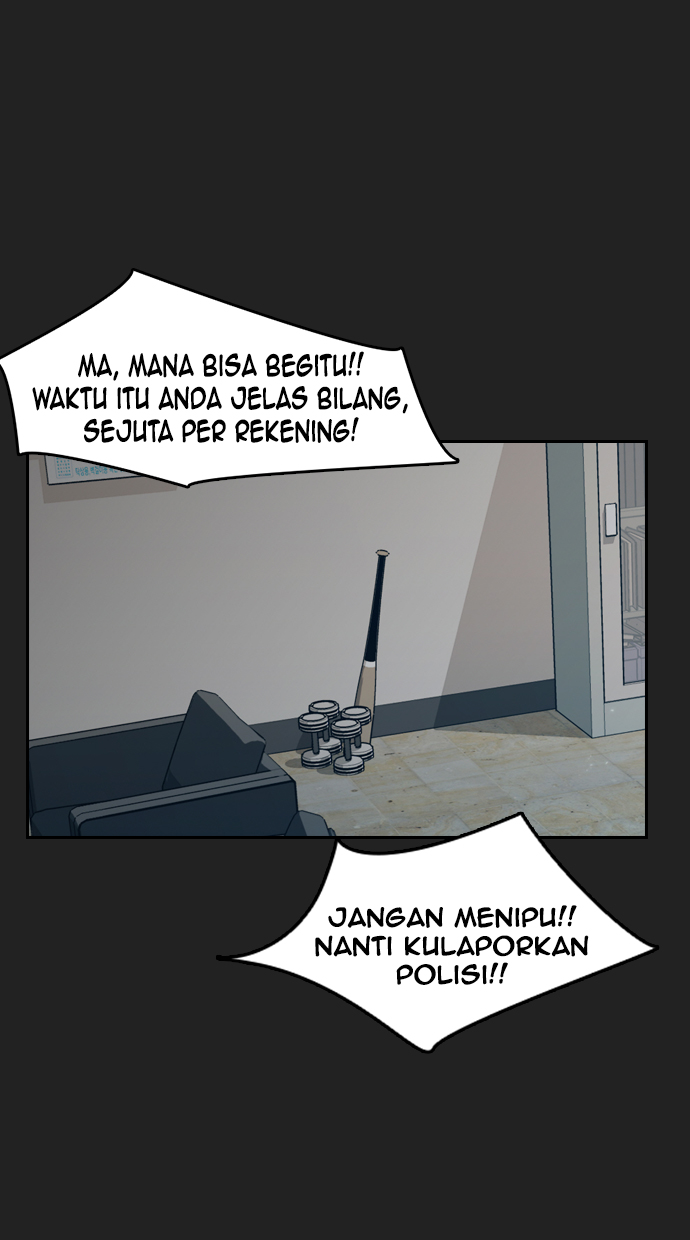 MA, MANA BISA BEGITU!!
WAKTU ITU ANDA JELAS BILANG,
SEJUTA PER REKENING!
JANGAN MENIPU!!
NANTI KULAPORKAN
POLISI!!